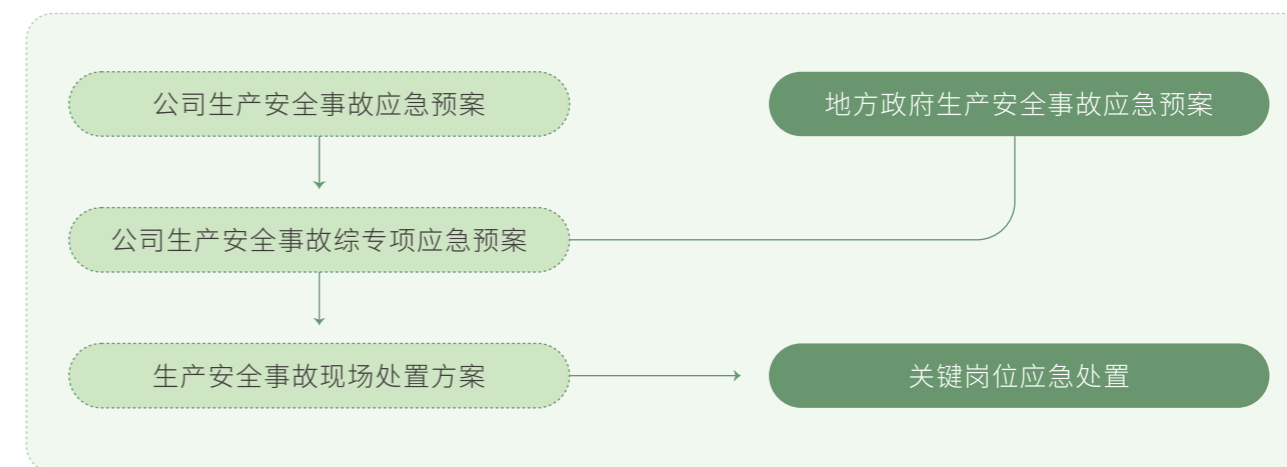 公司生产安全事故应急预案
地方政府生产安全事故应急预案
公司生产安全事故综专项应急预案
生产安全事故现场处置方案
关键岗位应急处置